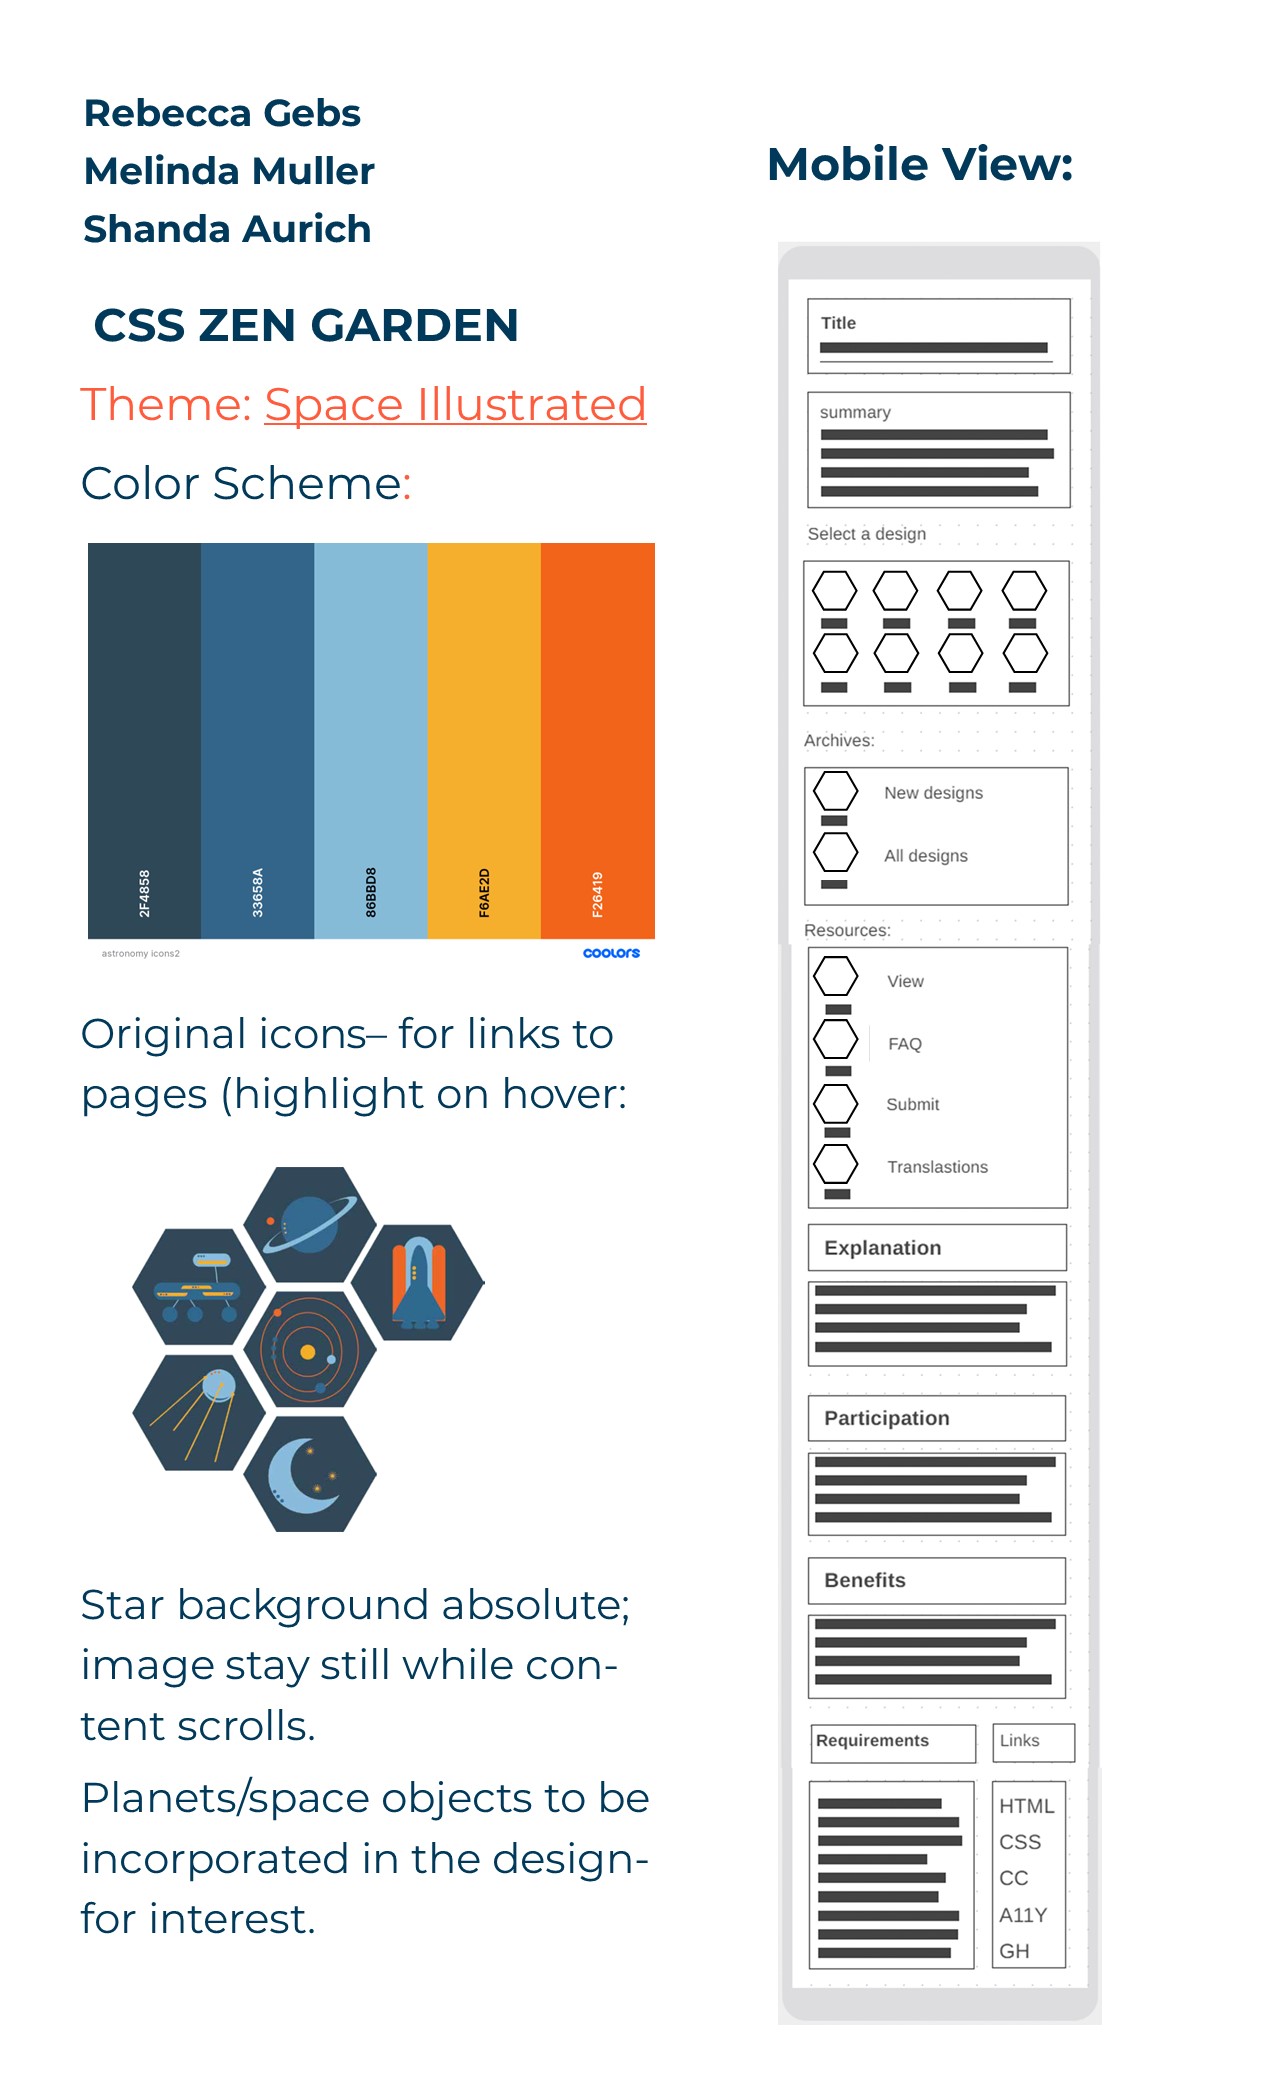 Rebecca Gebs
Melinda Muller
Shanda Aurich
CSS ZEN GARDEN
Theme: Space Illustrated
Color Scheme:
2F4858
33658A
86BBD8
F6AE2D
F26419
astronomy icons2
coolors
Original icons– for links to
pages (highlight on hover:
Star background absolute;
image stay still while con-
tent scrolls.
Planets/space objects to be
incorporated in the design-
for interest.
Mobile View:
Title
summary
Select a design
Archives:
New designs
All designs
Resources:
View
FAQ
Submit
Translastions
Explanation
Participation
Benefits
Requirements
Links
HTML
CSS
CC
A11Y
GH